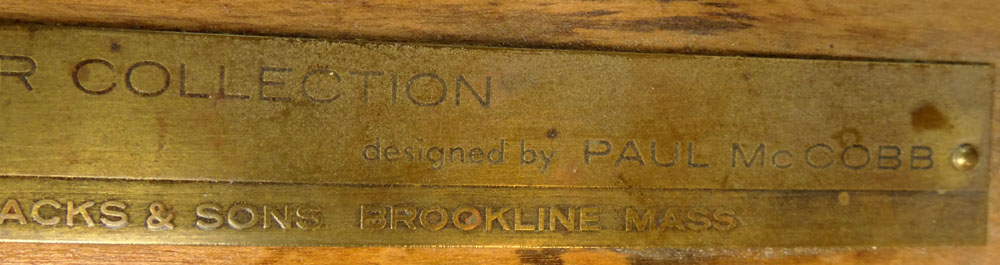 R COLLECTION
designed by PAUL McCOBB
ACKS & SONS BROOKLINE MASS